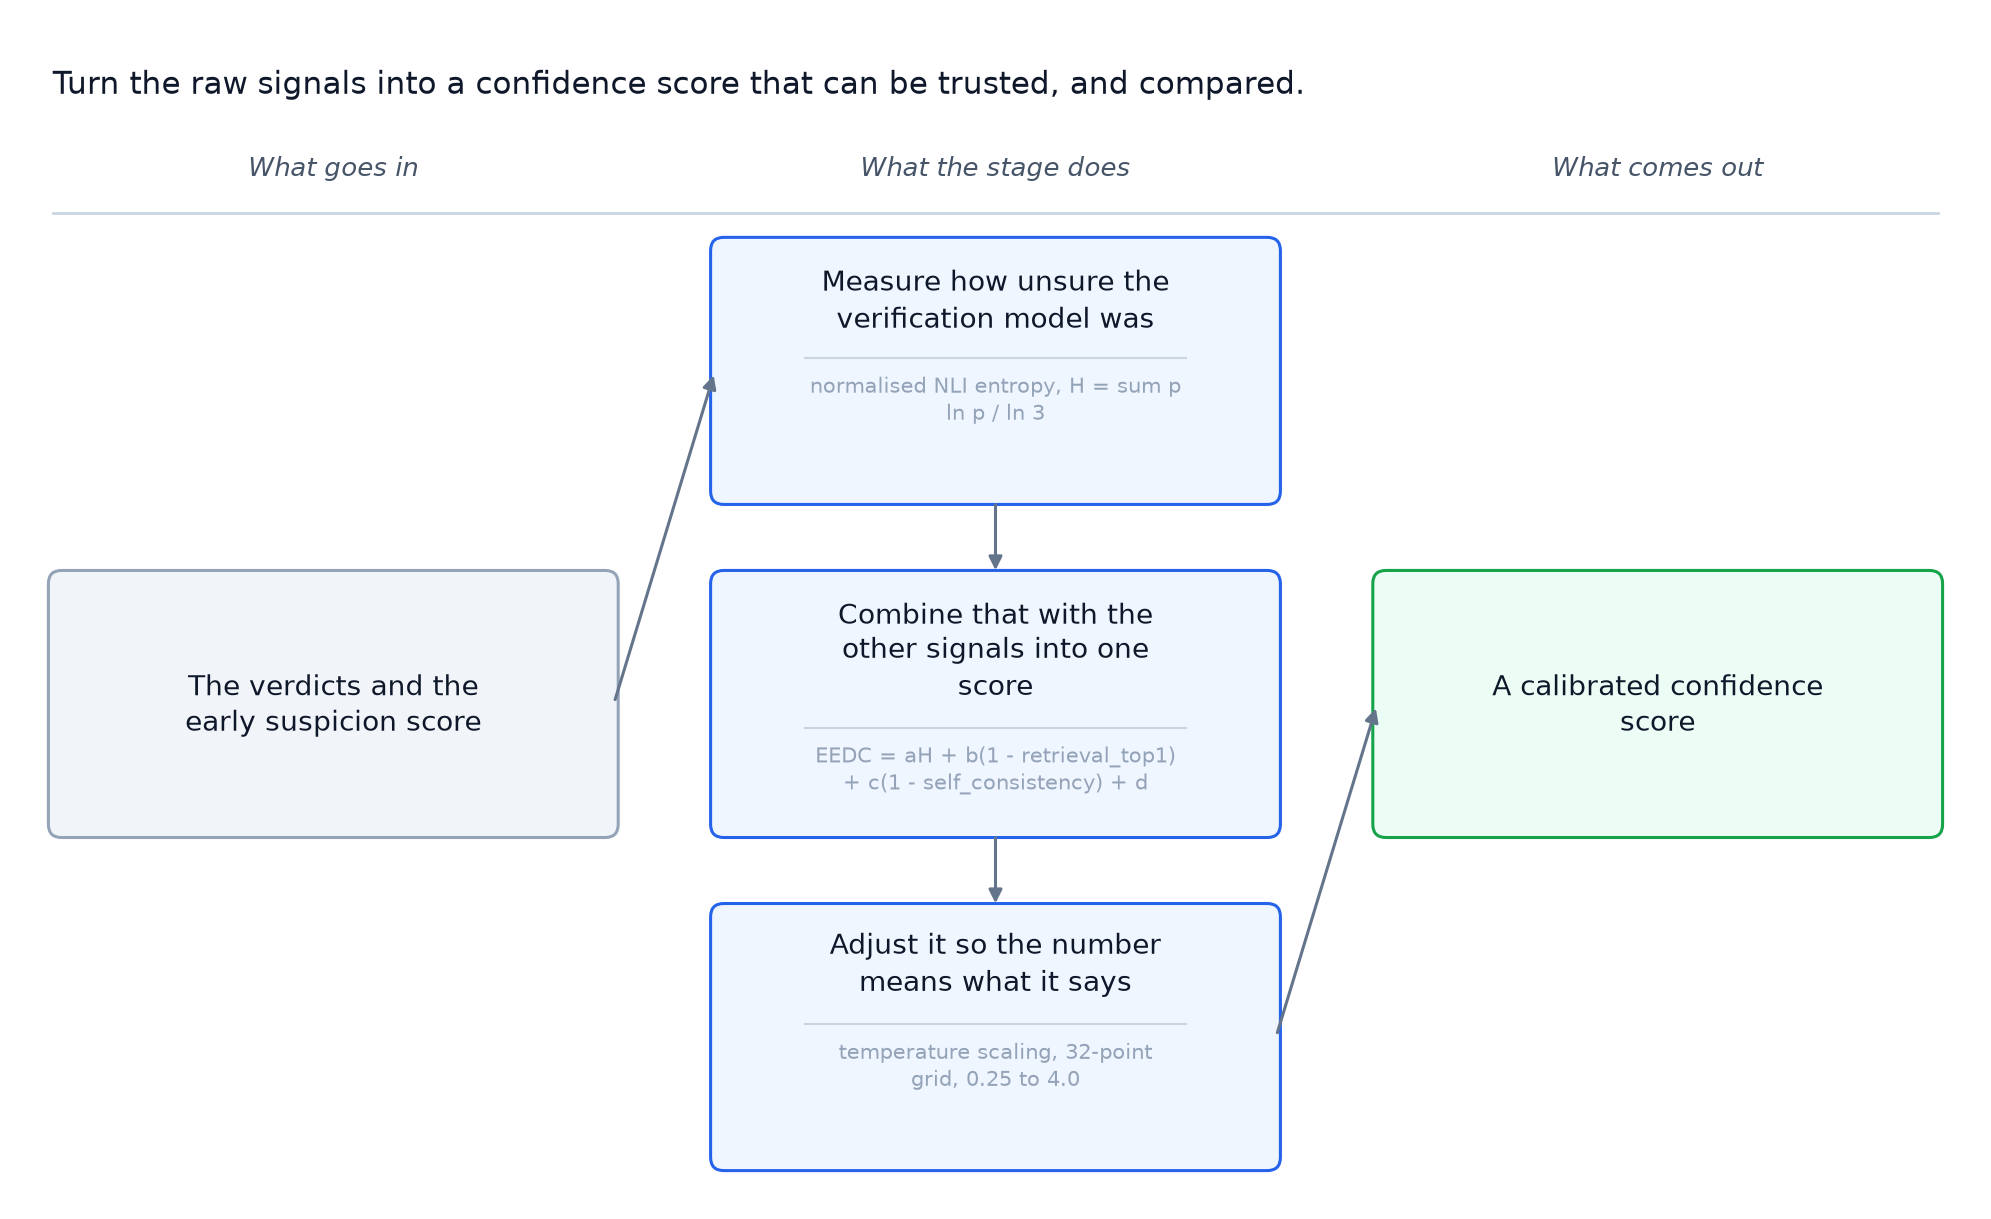 Turn the raw signals into a confidence score that can be trusted, and compared.
What goes in
What the stage does
What comes out
Measure how unsure the
verification model was
normalised NLI entropy, H = sum p
ln p / ln 3
The verdicts and the
early suspicion score
Combine that with the
other signals into one
score
EEDC = aH + b(1 - retrieval_top1)
+ c(1 - self_consistency) + d
A calibrated confidence
score
Adjust it so the number
means what it says
temperature scaling, 32-point
grid, 0.25 to 4.0